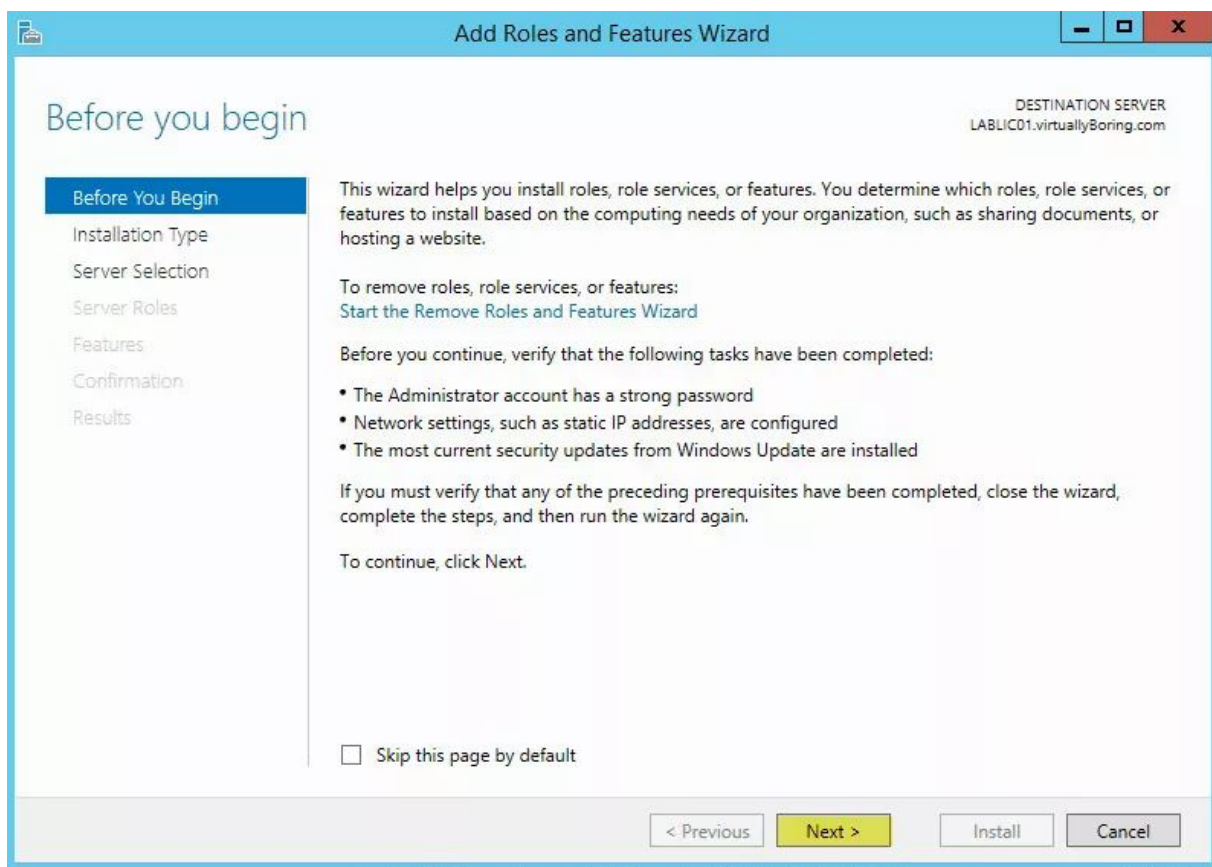 Add Roles and Features Wizard
Before you begin
DESTINATION SERVER
LABLIC01.virtuallyBoring.com
Before You Begin
Installation Type
Server Selection
Server Roles
Features
Confirmation
Results
This wizard helps you install roles, role services, or features. You determine which roles, role services, or
features to install based on the computing needs of your organization, such as sharing documents, or
hosting a website.
To remove roles, role services, or features:
Start the Remove Roles and Features Wizard
Before you continue, verify that the following tasks have been completed:
• The Administrator account has a strong password
• Network settings, such as static IP addresses, are configured
• The most current security updates from Windows Update are installed
If you must verify that any of the preceding prerequisites have been completed, close the wizard,
complete the steps, and then run the wizard again.
To continue, click Next.
Skip this page by default
< Previous
Next >
Install
Cancel